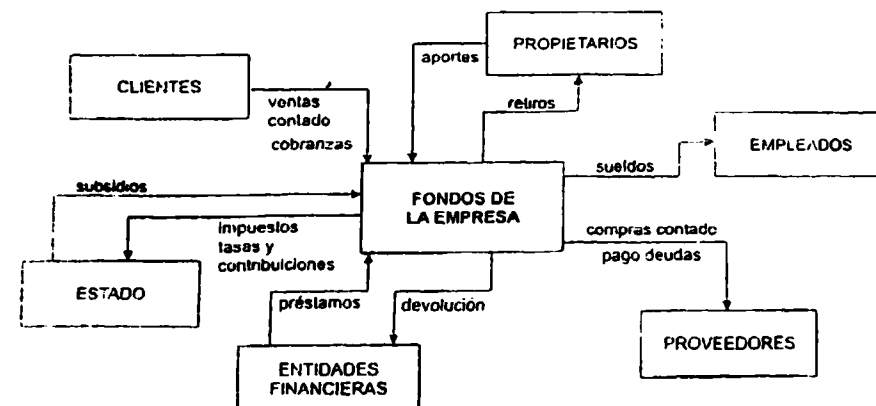 PROPIETARIOS
aportes
CLIENTES
ventas
contado
cobranzas
retiros
EMPLEADOS
sueldos
subsidios
FONDOS DE
LA EMPRESA
impuestos
tasas y
contribuiciones
compras contado
pago deudas
ESTADO
préstamos
devolución
PROVEEDORES
ENTIDADES
FINANCIERAS